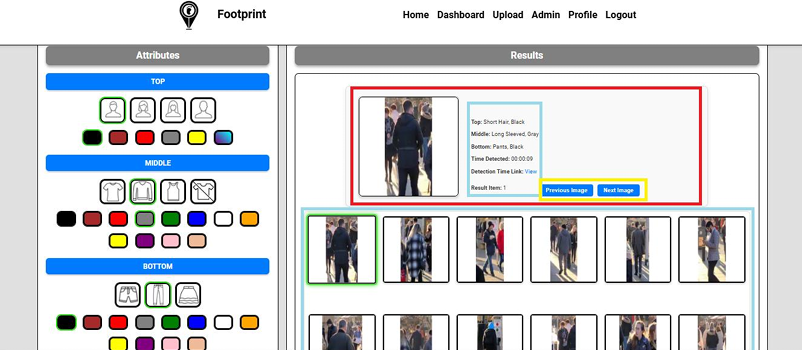 Footprint
Home Dashboard Upload Admin Profile Logout
Attributes
Results
TOP
MIDDLE
BOTTOM
Top: Short Hair, Black
Middle: Long Sleeved, Gray
Bottom: Pants, Black
Time Detected: 00:00:09
Detection Time Link: View
Result Item: 1
Previous Image
Next Image